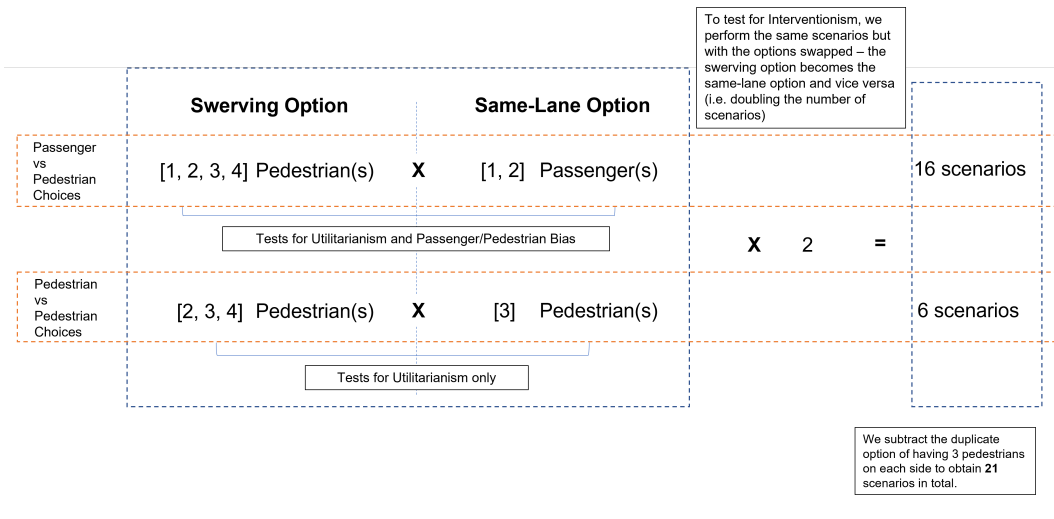 To test for Interventionism, we
perform the same scenarios but
with the options swapped – the
swerving option becomes the
same-lane option and vice versa
(i.e. doubling the number of
scenarios)
Swerving Option
Same-Lane Option
Passenger
vs
Pedestrian
Choices
[1, 2, 3, 4] Pedestrian(s) X [1, 2] Passenger(s)
16 scenarios
Tests for Utilitarianism and Passenger/Pedestrian Bias
X 2 =
Pedestrian
vs
Pedestrian
Choices
[2, 3, 4] Pedestrian(s) X [3] Pedestrian(s)
6 scenarios
Tests for Utilitarianism only
We subtract the duplicate
option of having 3 pedestrians
on each side to obtain 21
scenarios in total.